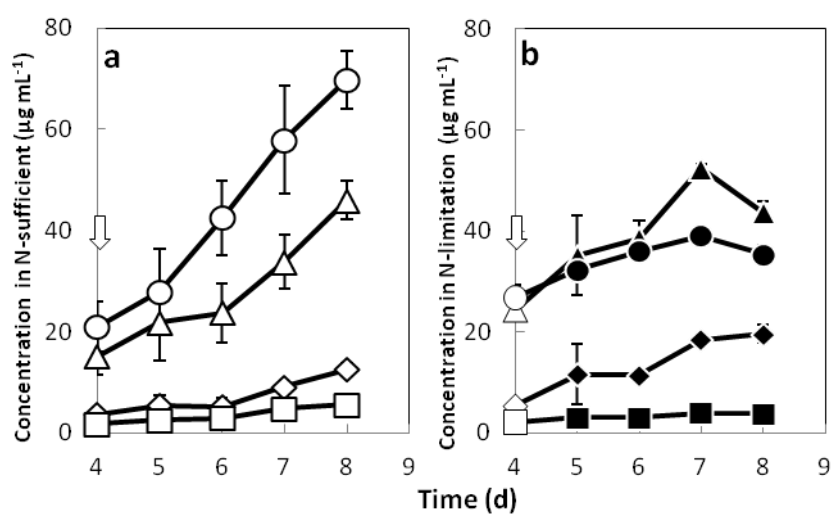 Concentration in N-sufficient (µg mL-1)
80
60
40
20
0
a
4 5 6 7 8 9
Concentration in N-limitation (µg mL-1)
80
60
40
20
0
b
4 5 6 7 8 9
Time (d)